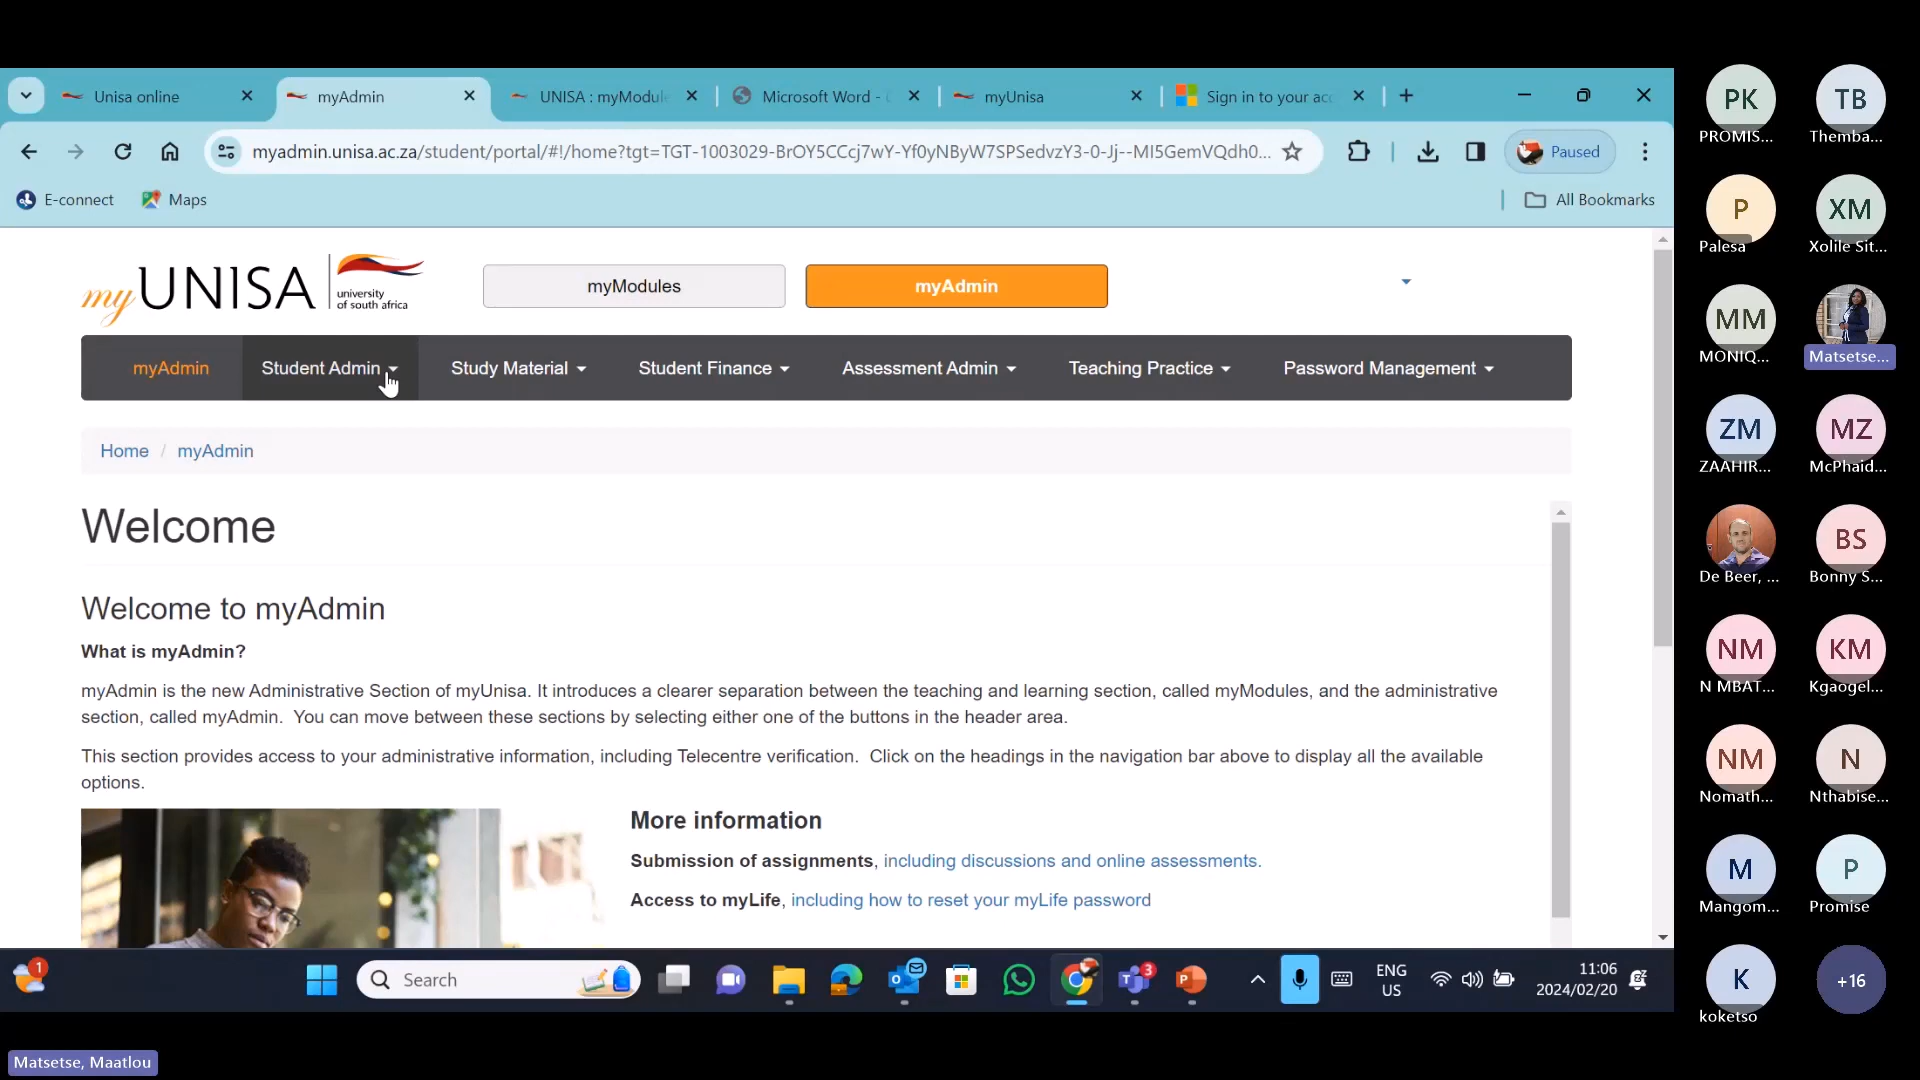 Unisa online
myAdmin
UNISA : myModul
Microsoft Word -
myUnisa
Sign in to your acc
myadmin.unisa.ac.za/student/portal/#!/home?tgt=TGT-1003029-BrOY5CCcj7wY-Yf0yNByW7SPSedvzY3-0-Jj--MI5GemVQdh0...
Paused
E-connect
Maps
All Bookmarks
myUNISA
university
of south africa
myModules
myAdmin
myAdmin
Student Admin
Study Material
Student Finance
Assessment Admin
Teaching Practice
Password Management
Home / myAdmin
Welcome
Welcome to myAdmin
What is myAdmin?
myAdmin is the new Administrative Section of myUnisa. It introduces a clearer separation between the teaching and learning section, called myModules, and the administrative
section, called myAdmin. You can move between these sections by selecting either one of the buttons in the header area.
This section provides access to your administrative information, including Telecentre verification. Click on the headings in the navigation bar above to display all the available
options.
More information
Submission of assignments, including discussions and online assessments.
Access to myLife, including how to reset your myLife password
1
Search
3
ENG
US
11:06
2024/02/20
Matsetse, Maatlou
PK
PROMIS...
TB
Themba...
P
Palesa
XM
Xolile Sit...
MM
MONIQ...
Matsetse...
ZM
ZAAHIR...
MZ
McPhaid...
De Beer, ...
BS
Bonny S...
NM
N MBAT...
KM
Kgaogel...
NM
Nomath...
N
Nthabise...
M
Mangom...
P
Promise
K
koketso
+16